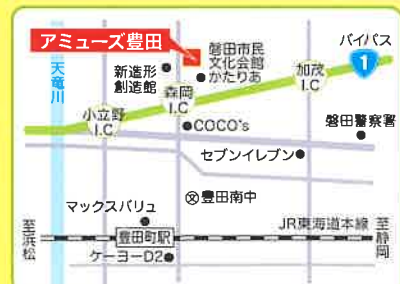 アミューズ豊田
磐田市民
文化会館
かたりあ
バイパス
1
天竜川
新造形
創造館
加茂
I.C
森岡
I.C
小立野
I.C
COCO's
磐田警察署
セブンイレブン
文
豊田南中
マックスバリュ
JR東海道本線
至浜松
豊田町駅
至静岡
ケーヨーD2